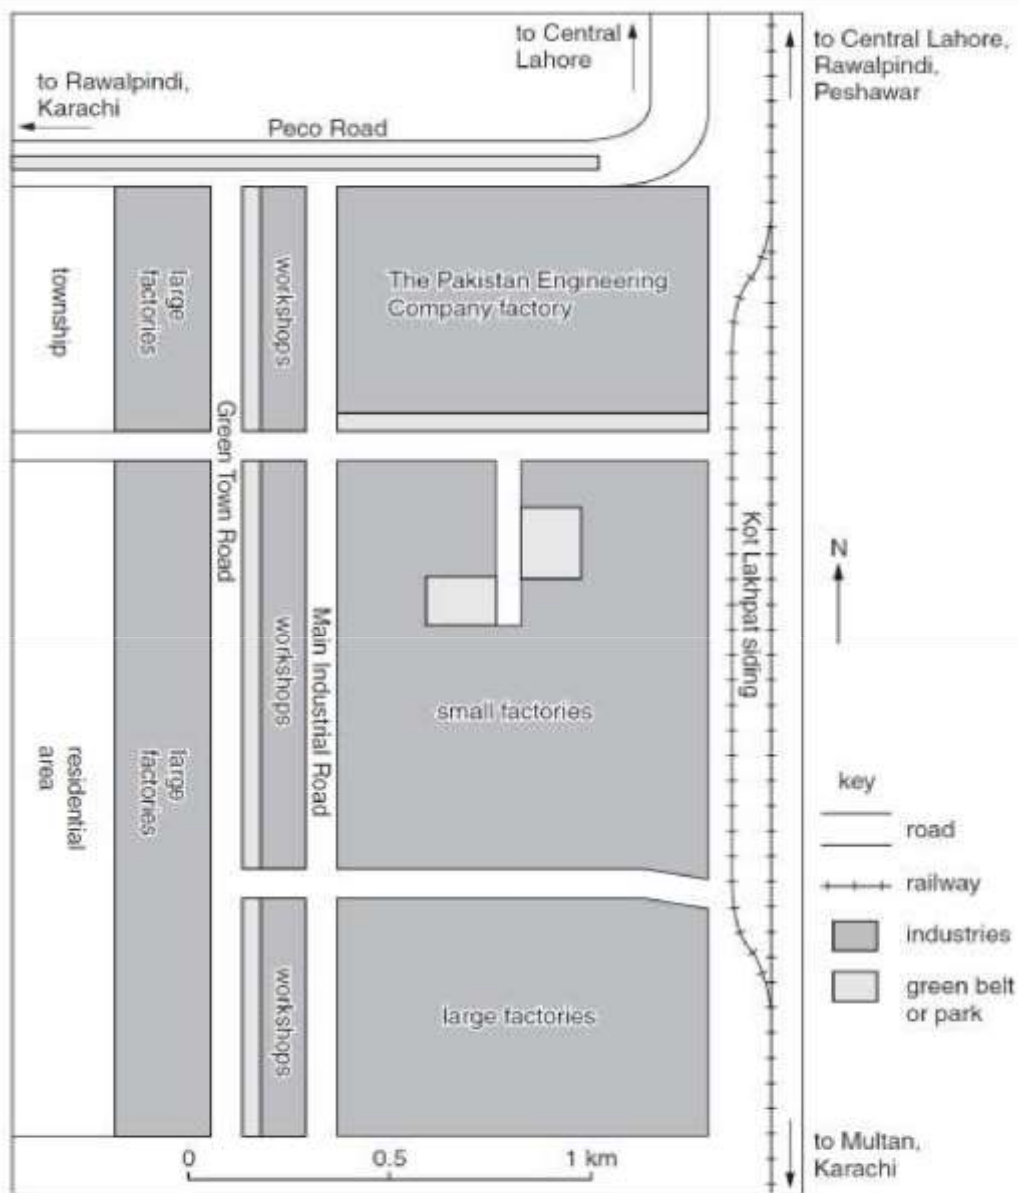 to Central
Lahore
to Central Lahore,
Rawalpindi,
Peshawar
to Rawalpindi,
Karachi
Peco Road
township
large
factories
workshops
The Pakistan Engineering
Company factory
Green Town Road
Main Industrial Road
Kot Lakhpat siding
N
residential
area
large
factories
workshops
small factories
key
road
railway
industries
green belt
or park
workshops
large factories
to Multan,
Karachi
0 0.5 1 km